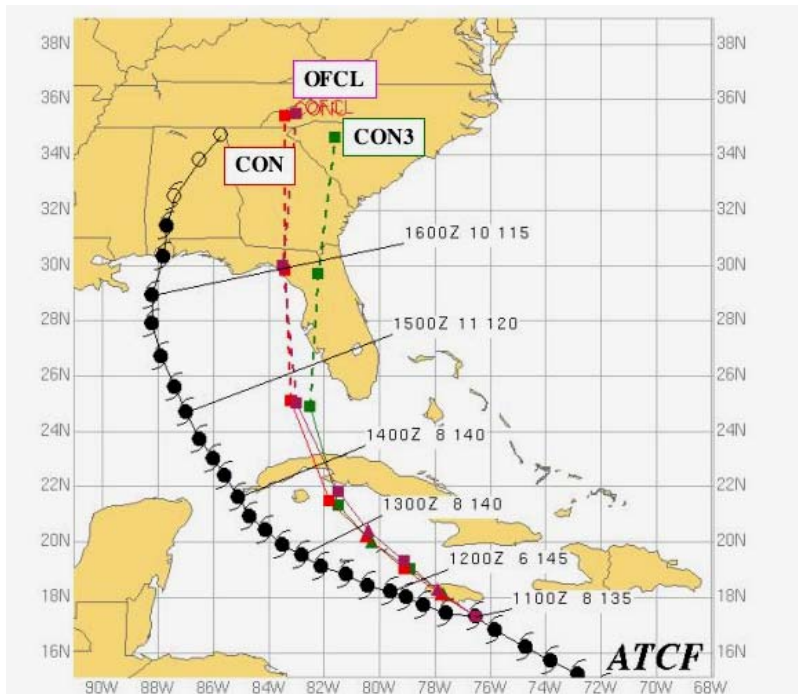 38N 38N
OFCL
36N 36N
CON3
CON
34N 34N
32N 32N
1600Z 10 115
30N 30N
28N 28N
1500Z 11 120
26N 26N
24N 24N
1400Z 8 140
22N 22N
1300Z 8 140
20N 20N
1200Z 6 145
18N 18N
1100Z 8 135
16N 16N
ATCF
90W 88W 86W 84W 82W 80W 78W 76W 74W 72W 70W 68W